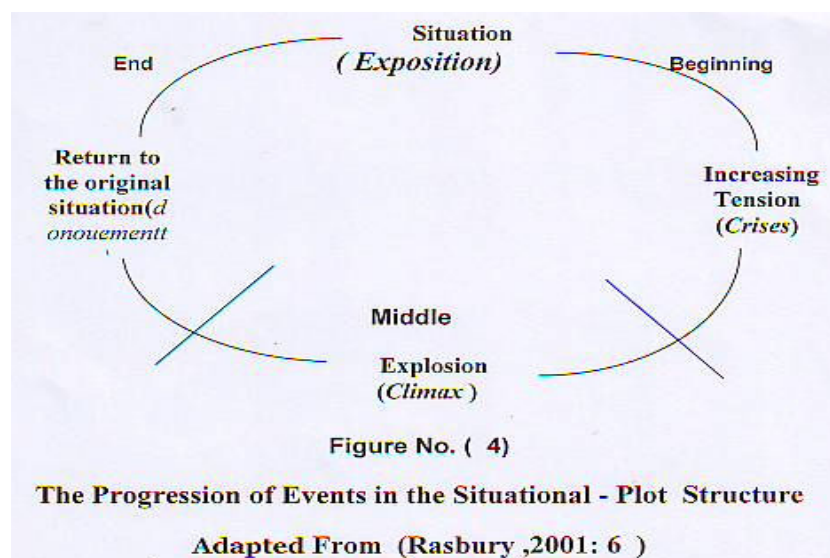 Situation
(Exposition)
End
Beginning
Return to
the original
situation(d
onouementt
Increasing
Tension
(Crises)
Middle
Explosion
(Climax )
Figure No. ( 4)
The Progression of Events in the Situational - Plot Structure
Adapted From (Rasbury ,2001: 6 )